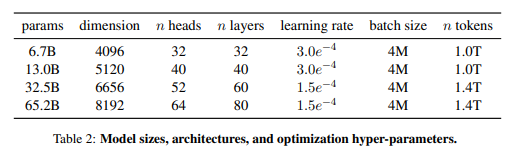 params dimension n heads n layers learning rate batch size n tokens
6.7B 4096 32 32 3.0e⁻⁴ 4M 1.0T
13.0B 5120 40 40 3.0e⁻⁴ 4M 1.0T
32.5B 6656 52 60 1.5e⁻⁴ 4M 1.4T
65.2B 8192 64 80 1.5e⁻⁴ 4M 1.4T
Table 2: Model sizes, architectures, and optimization hyper-parameters.